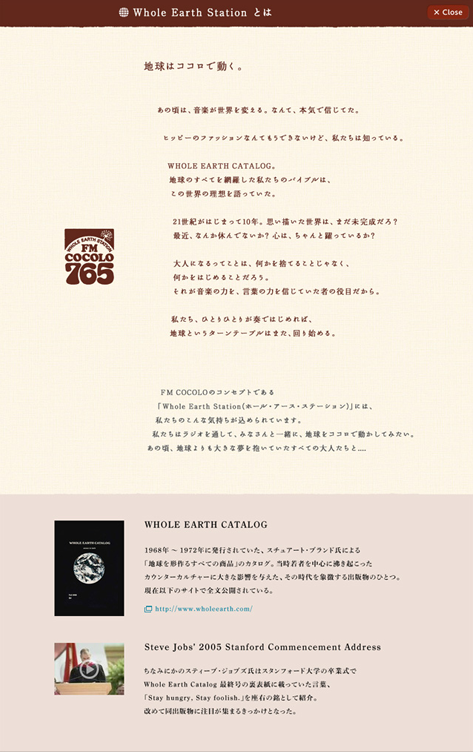 Whole Earth Station とは
× Close
地球はココロで動く。
あの頃は、音楽が世界を変える。なんて、本気で信じてた。
ヒッピーのファッションなんてもうできないけど、私たちは知っている。
WHOLE EARTH CATALOG。
地球のすべてを網羅した私たちのバイブルは、
この世界の理想を語っていた。
21世紀がはじまって10年。思い描いた世界は、まだ未完成だろ？
最近、なんか休んでないか？ 心は、ちゃんと躍っているか？
大人になるってことは、何かを捨てることじゃなく、
何かをはじめることだろう。
それが音楽の力を、言葉の力を信じていた者の役目だから。
私たち、ひとりひとりが奏ではじめれば、
地球というターンテーブルはまた、回り始める。
WHOLE EARTH STATION
FM
COCOLO
765
FM COCOLOのコンセプトである
「Whole Earth Station(ホール・アース・ステーション)」には、
私たちのこんな気持ちが込められています。
私たちはラジオを通して、みなさんと一緒に、地球をココロで動かしてみたい。
あの頃、地球よりも大きな夢を抱いていたすべての大人たちと....
WHOLE EARTH CATALOG
WHOLE EARTH CATALOG
1968年 〜 1972年に発行されていた、スチュアート・ブランド氏による
「地球を形作るすべての商品」のカタログ。当時若者を中心に沸き起こった
カウンターカルチャーに大きな影響を与えた、その時代を象徴する出版物のひとつ。
現在以下のサイトで全文公開されている。
http://www.wholeearth.com/
Steve Jobs' 2005 Stanford Commencement Address
ちなみにかのスティーブ・ジョブズ氏はスタンフォード大学の卒業式で
Whole Earth Catalog 最終号の裏表紙に載っていた言葉、
「Stay hungry, Stay foolish.」を座右の銘として紹介。
改めて同出版物に注目が集まるきっかけとなった。